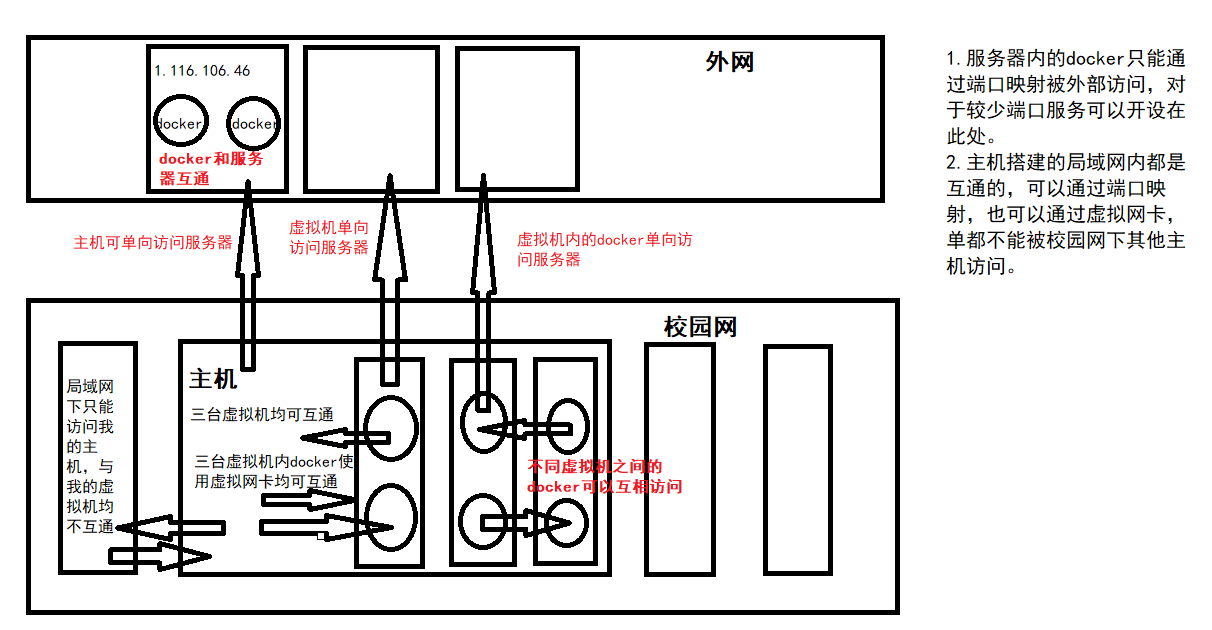 外网
1.116.106.46
docker
docker
docker和服务
器互通
1.服务器内的docker只能通
过端口映射被外部访问，对
于较少端口服务可以开设在
此处。
2.主机搭建的局域网内都是
互通的，可以通过端口映
射，也可以通过虚拟网卡，
单都不能被校园网下其他主
机访问。
主机可单向访问服务器
虚拟机单向
访问服务器
虚拟机内的docker单向访
问服务器
校园网
局域网
下只能
访问我
的主
机，与
我的虚
拟机均
不互通
主机
三台虚拟机均可互通
三台虚拟机内docker使
用虚拟网卡均可互通
不同虚拟机之间的
docker可以互相访问